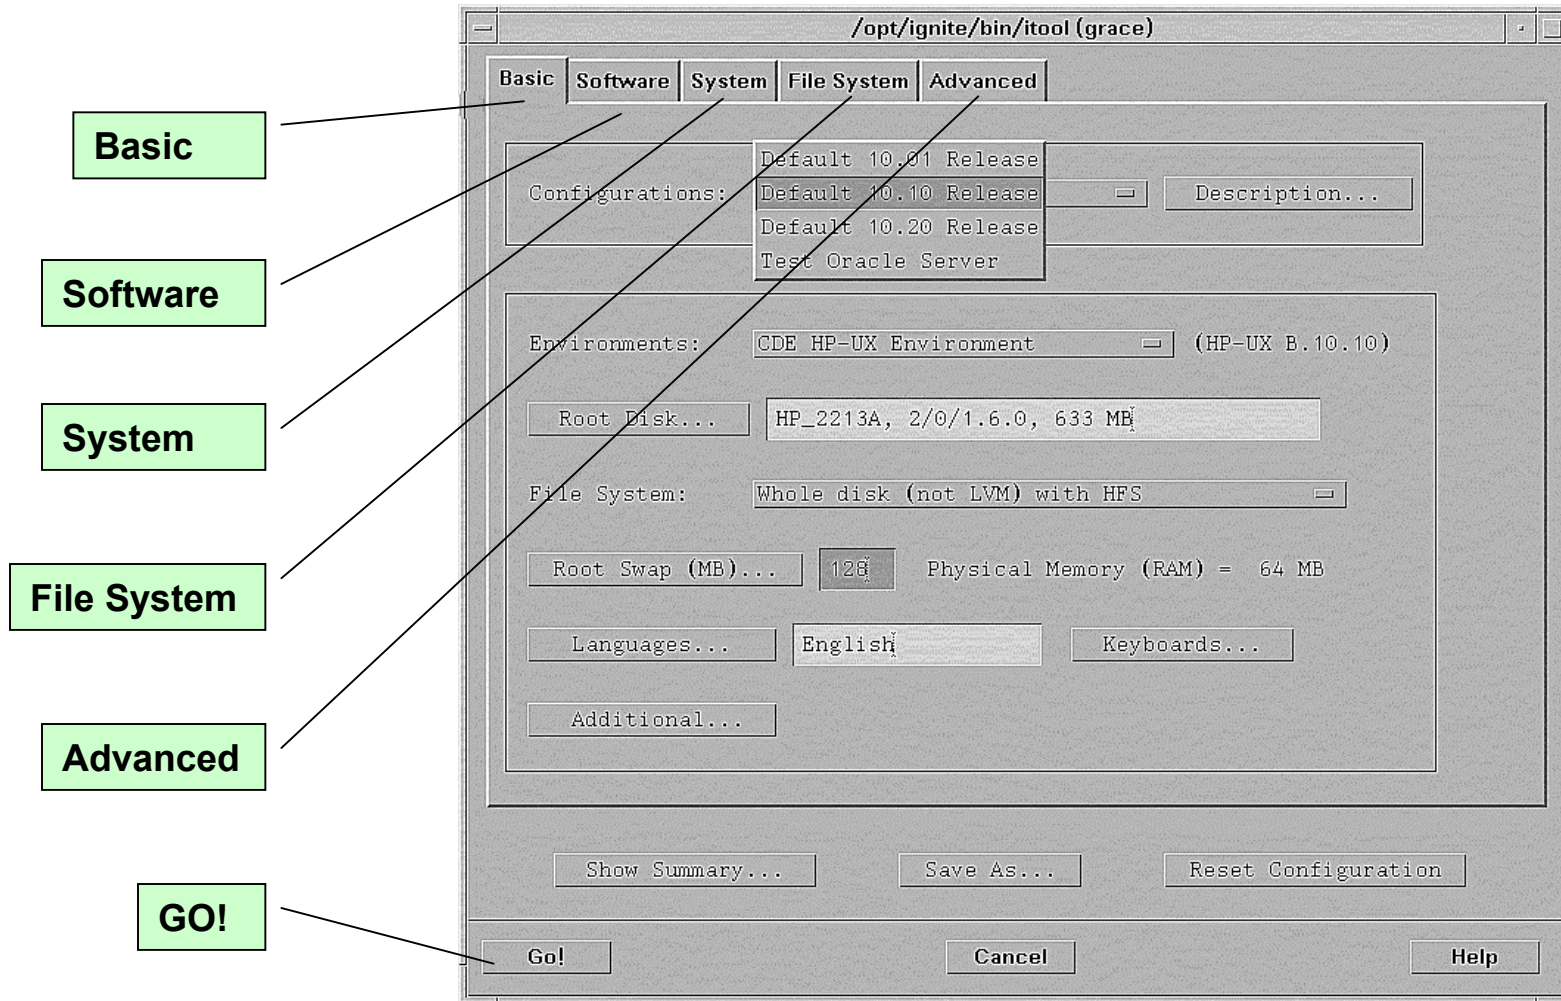 /opt/ignite/bin/itool (grace)
Basic Software System File System Advanced
Basic
Software
System
File System
Advanced
GO!
Default 10.01 Release
Configurations: Default 10.10 Release Description...
Default 10.20 Release
Test Oracle Server
Environments: CDE HP-UX Environment (HP-UX B.10.10)
Root Disk... HP_2213A, 2/0/1.6.0, 633 MB
File System: Whole disk (not LVM) with HFS
Root Swap (MB)... 128 Physical Memory (RAM) = 64 MB
Languages... English Keyboards...
Additional...
Show Summary... Save As... Reset Configuration
Go! Cancel Help